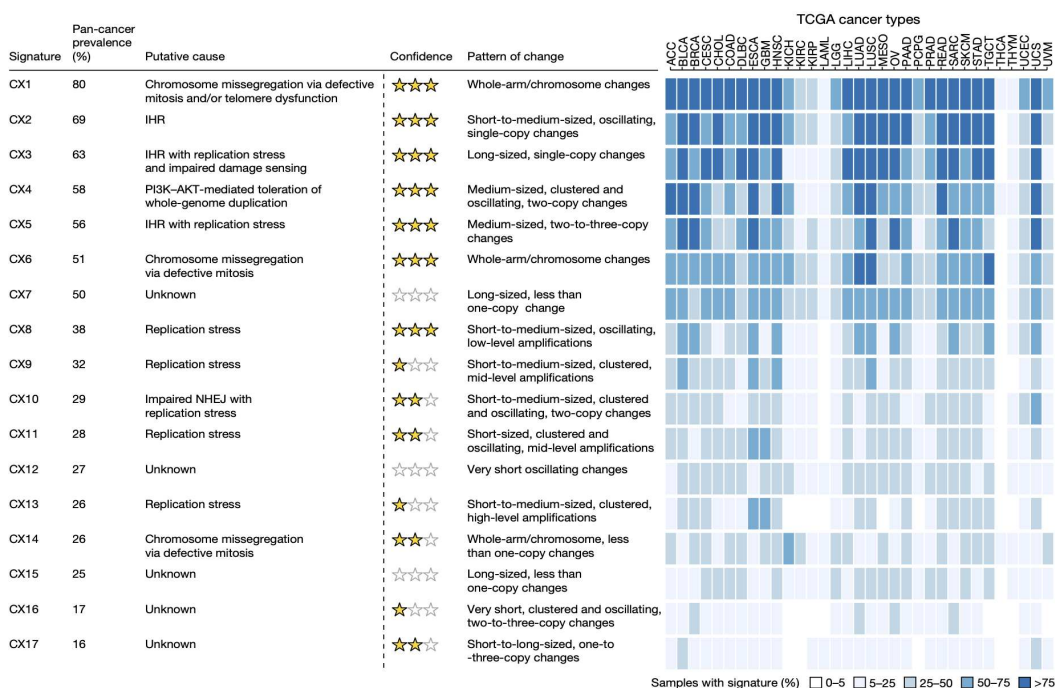 TCGA cancer types
Pan-cancer
prevalence
Signature (%) Putative cause Confidence Pattern of change
ACC BLCA BRCA CESC CHOL COAD DLBC ESCA GBM HNSC KICH KIRC KIRP LAML LGG LIHC LUAD LUSC MESO OV PAAD PCPG PRAD READ SARC SKCM STAD TGCT THCA THYM UCEC UCS UVM
CX1 80 Chromosome missegregation via defective Whole-arm/chromosome changes
mitosis and/or telomere dysfunction
CX2 69 IHR Short-to-medium-sized, oscillating,
single-copy changes
CX3 63 IHR with replication stress Long-sized, single-copy changes
and impaired damage sensing
CX4 58 PI3K–AKT-mediated toleration of Medium-sized, clustered and
whole-genome duplication oscillating, two-copy changes
CX5 56 IHR with replication stress Medium-sized, two-to-three-copy
changes
CX6 51 Chromosome missegregation Whole-arm/chromosome changes
via defective mitosis
CX7 50 Unknown Long-sized, less than
one-copy change
CX8 38 Replication stress Short-to-medium-sized, oscillating,
low-level amplifications
CX9 32 Replication stress Short-to-medium-sized, clustered,
mid-level amplifications
CX10 29 Impaired NHEJ with Short-to-medium-sized, clustered
replication stress and oscillating, two-copy changes
CX11 28 Replication stress Short-sized, clustered and
oscillating, mid-level amplifications
CX12 27 Unknown Very short oscillating changes
CX13 26 Replication stress Short-to-medium-sized, clustered,
high-level amplifications
CX14 26 Chromosome missegregation Whole-arm/chromosome, less
via defective mitosis than one-copy changes
CX15 25 Unknown Long-sized, less than
one-copy changes
CX16 17 Unknown Very short, clustered and oscillating,
two-to-three-copy changes
CX17 16 Unknown Short-to-long-sized, one-to
-three-copy changes
Samples with signature (%) 0–5 5–25 25–50 50–75 >75